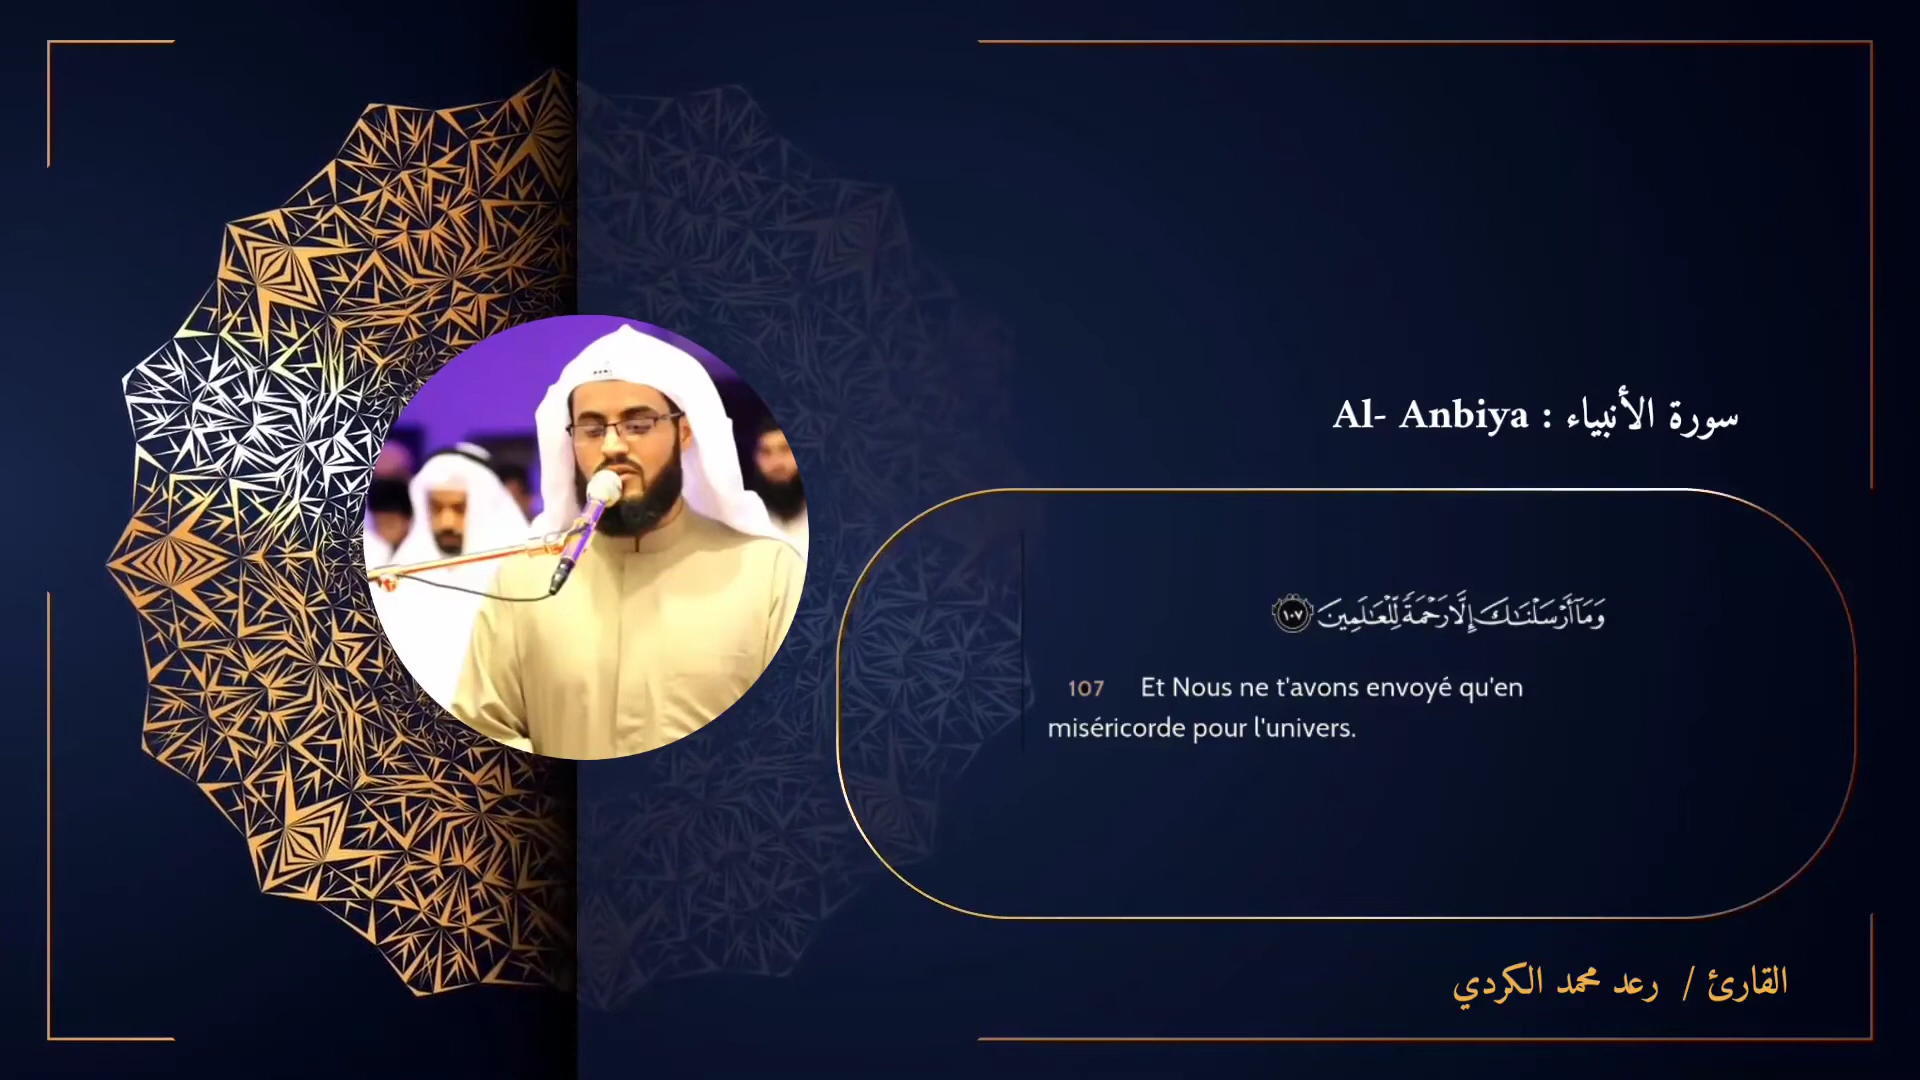 سورة الأنبياء : Al- Anbiya
وَمَآ أَرْسَلْنَـٰكَ إِلَّا رَحْمَةً لِّلْعَـٰلَمِينَ ١٠٧
107 Et Nous ne t'avons envoyé qu'en
miséricorde pour l'univers.
القارئ / رعد محمد الكردي